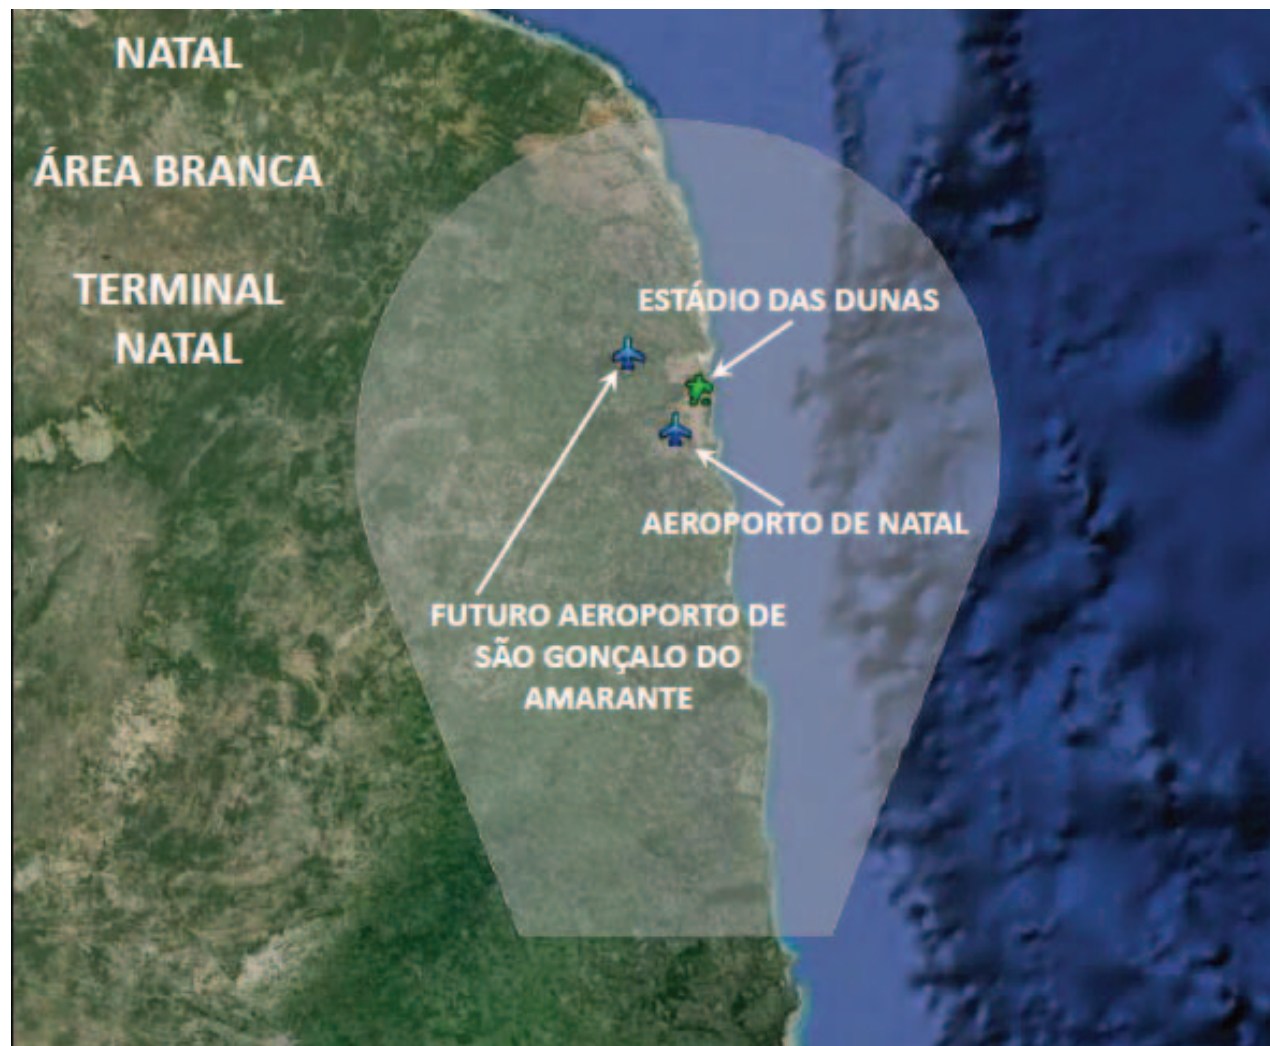 NATAL
ÁREA BRANCA
TERMINAL
NATAL
ESTÁDIO DAS DUNAS
AEROPORTO DE NATAL
FUTURO AEROPORTO DE
SÃO GONÇALO DO
AMARANTE